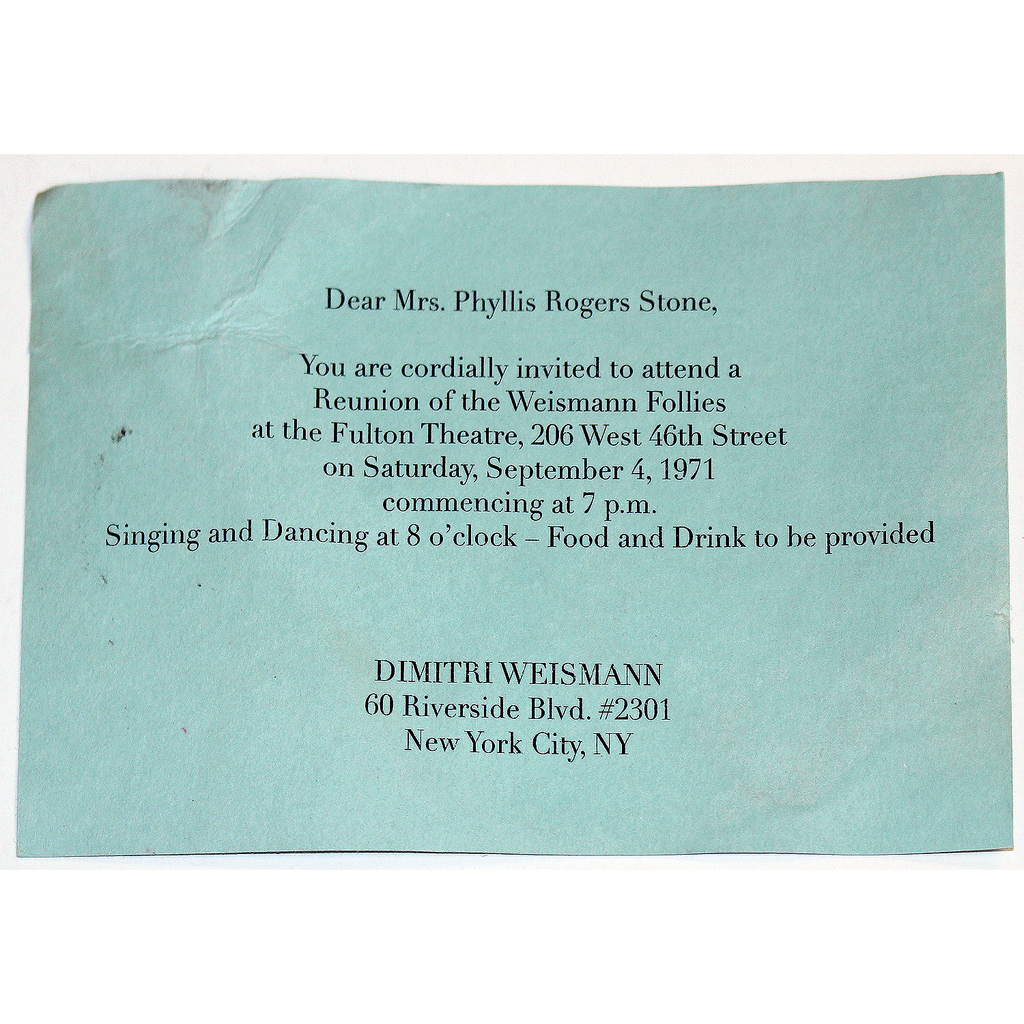 Dear Mrs. Phyllis Rogers Stone,
You are cordially invited to attend a
Reunion of the Weismann Follies
at the Fulton Theatre, 206 West 46th Street
on Saturday, September 4, 1971
commencing at 7 p.m.
Singing and Dancing at 8 o’clock – Food and Drink to be provided
DIMITRI WEISMANN
60 Riverside Blvd. #2301
New York City, NY